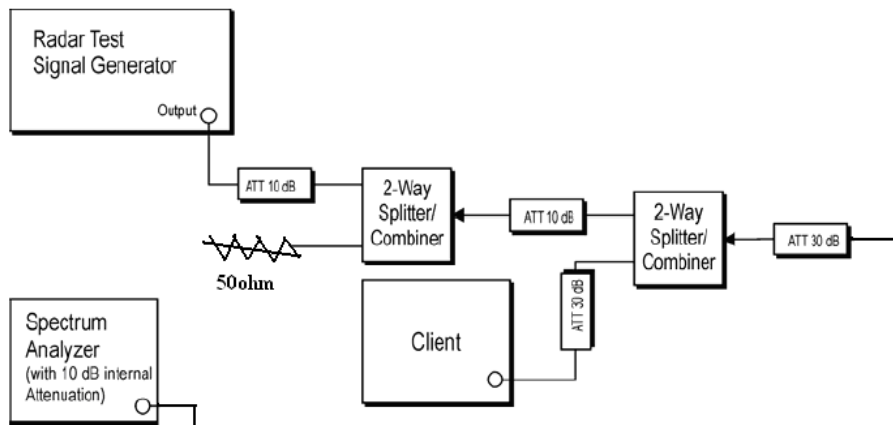 Radar Test
Signal Generator
Output
ATT 10 dB
2-Way
Splitter/
Combiner
ATT 10 dB
2-Way
Splitter/
Combiner
ATT 30 dB
50ohm
ATT 30 dB
Client
Spectrum
Analyzer
(with 10 dB internal
Attenuation)